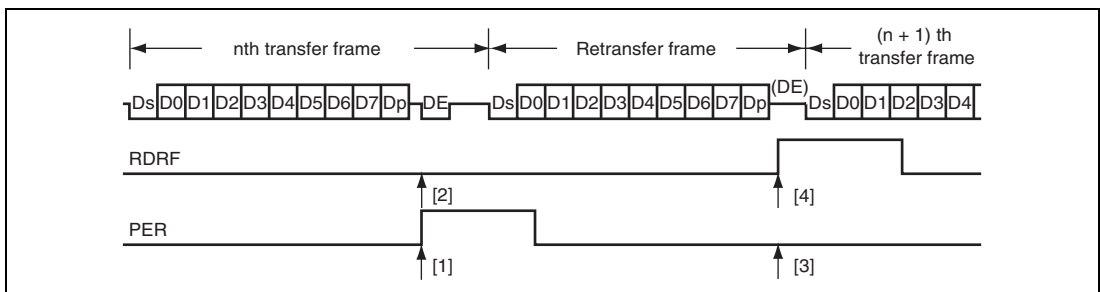 nth transfer frame
Retransfer frame
(n + 1) th
transfer frame
Ds D0 D1 D2 D3 D4 D5 D6 D7 Dp DE Ds D0 D1 D2 D3 D4 D5 D6 D7 Dp (DE) Ds D0 D1 D2 D3 D4
RDRF
[2] [4]
PER
[1] [3]